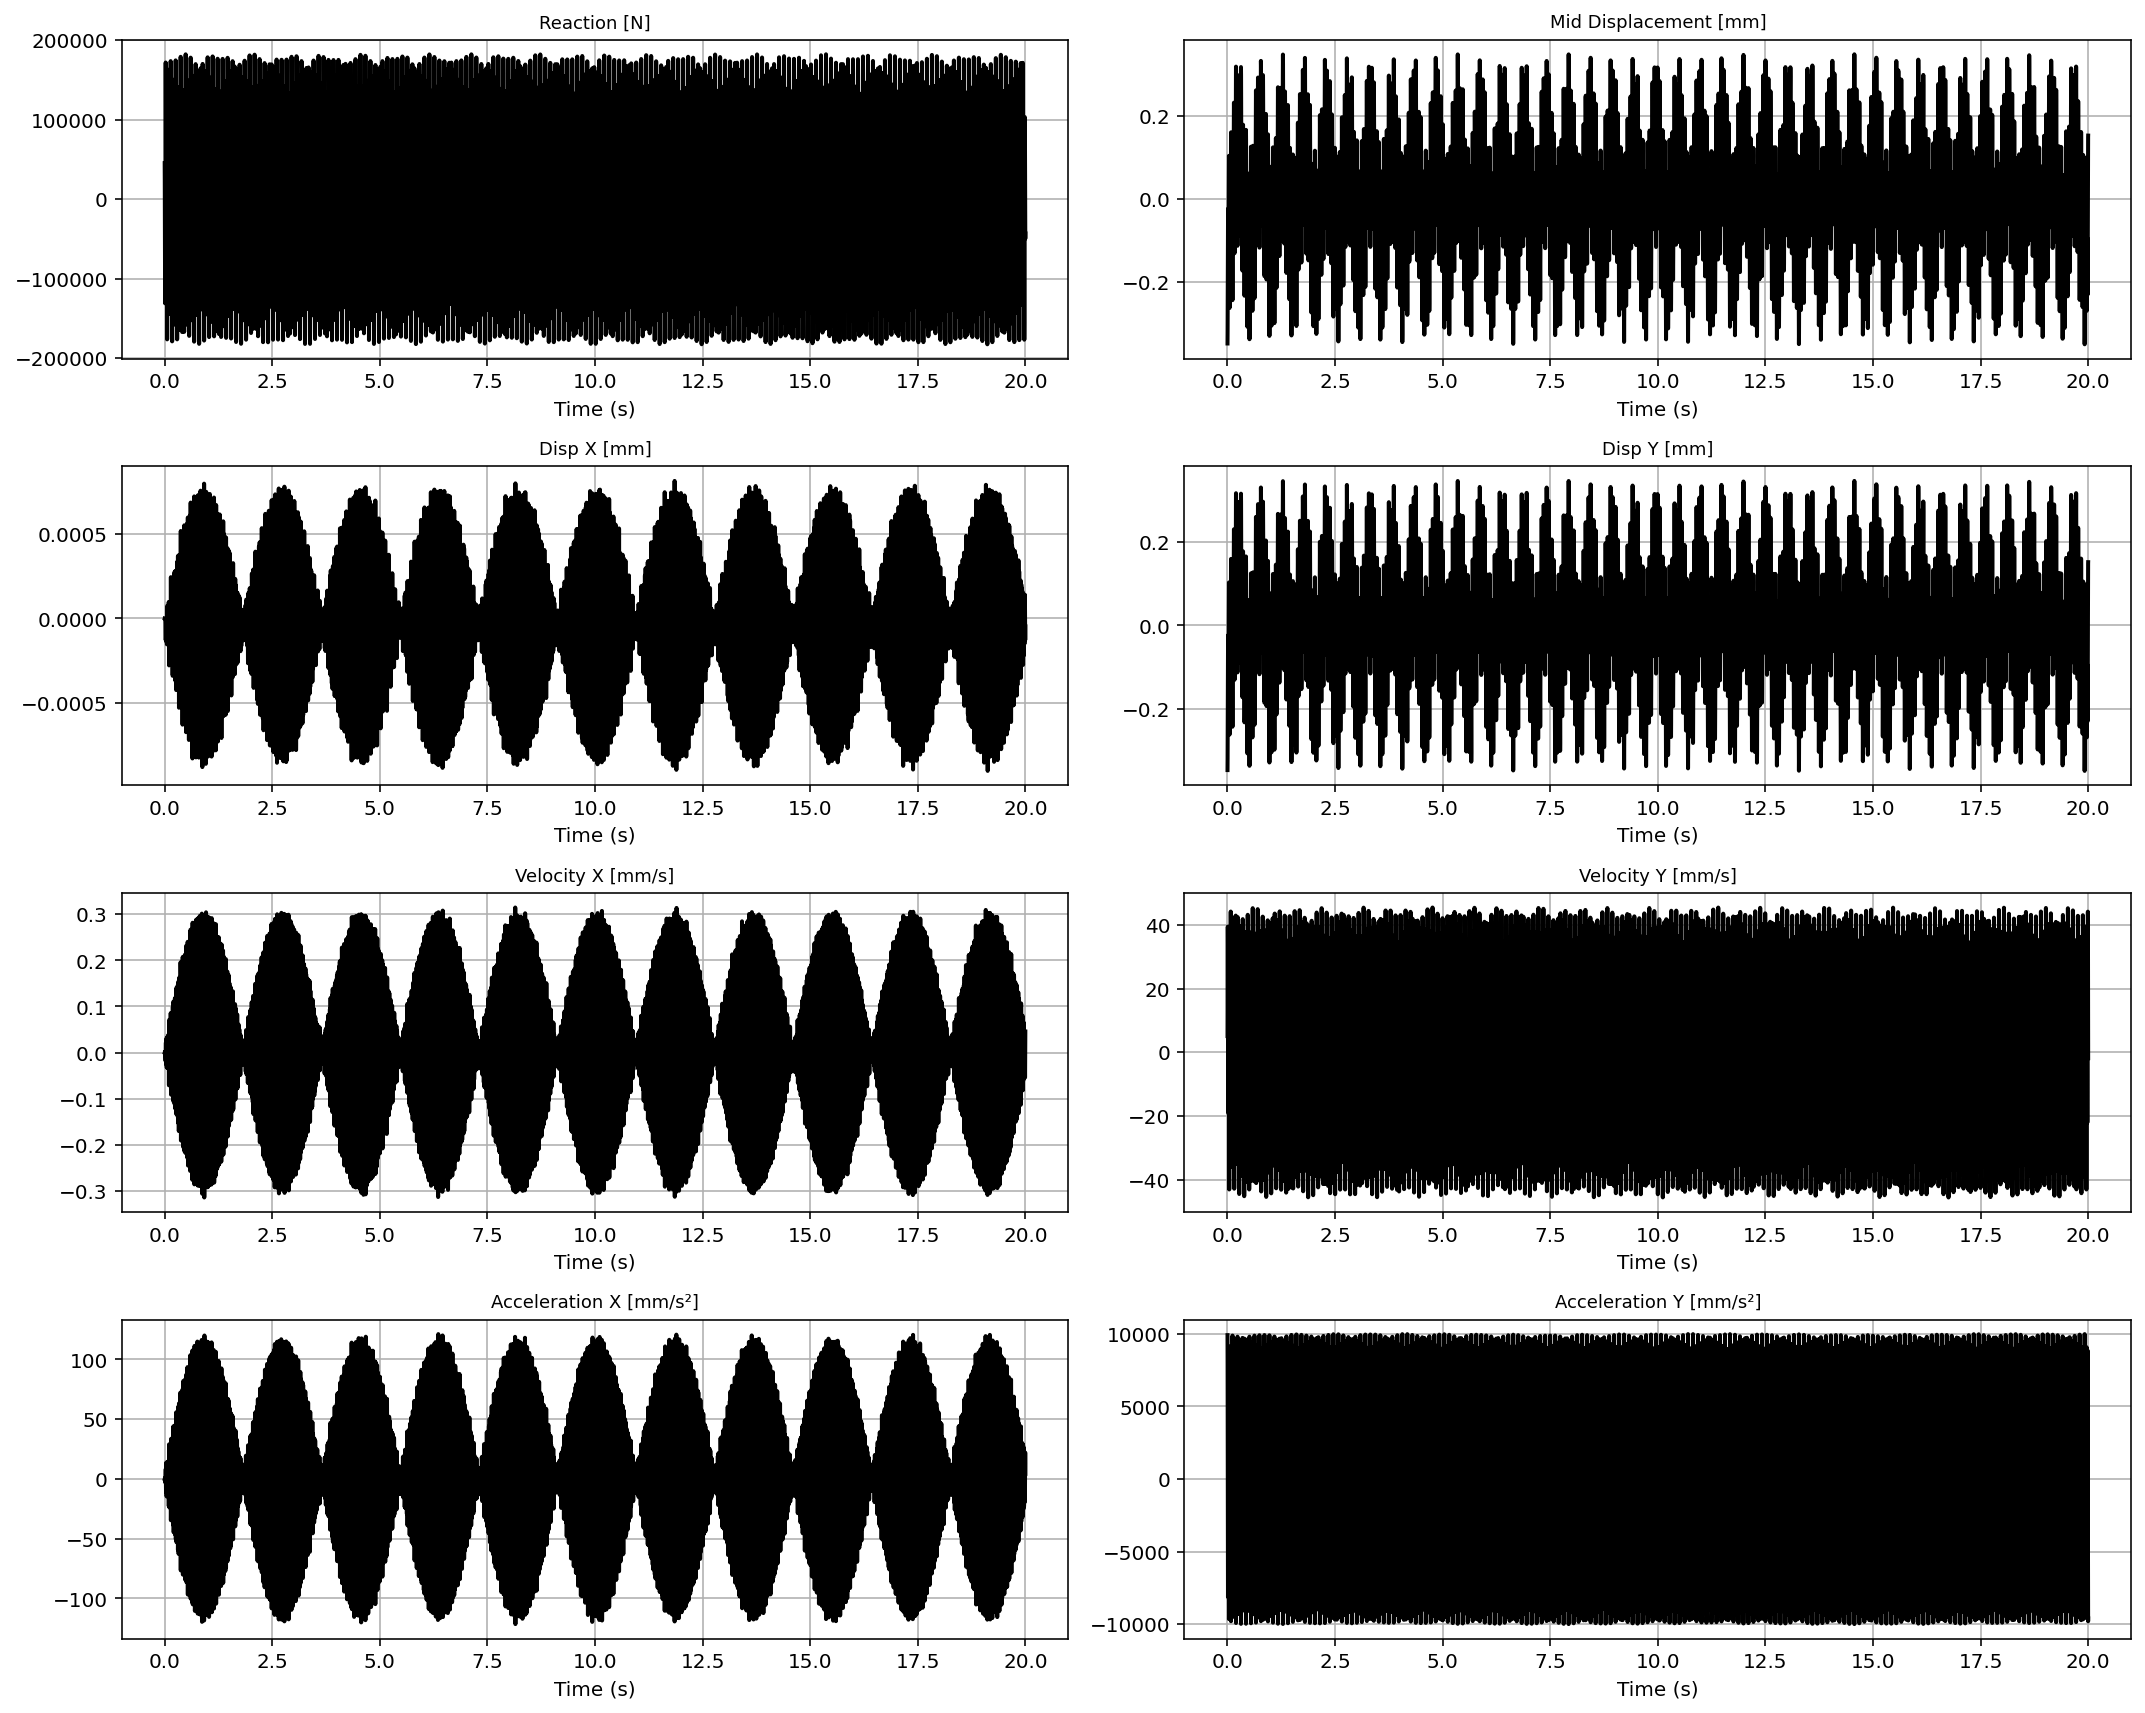 Reaction [N]
200000
100000
0
−100000
−200000
0.0 2.5 5.0 7.5 10.0 12.5 15.0 17.5 20.0
Time (s)
Mid Displacement [mm]
0.2
0.0
−0.2
0.0 2.5 5.0 7.5 10.0 12.5 15.0 17.5 20.0
Time (s)
Disp X [mm]
0.0005
0.0000
−0.0005
0.0 2.5 5.0 7.5 10.0 12.5 15.0 17.5 20.0
Time (s)
Disp Y [mm]
0.2
0.0
−0.2
0.0 2.5 5.0 7.5 10.0 12.5 15.0 17.5 20.0
Time (s)
Velocity X [mm/s]
0.3
0.2
0.1
0.0
−0.1
−0.2
−0.3
0.0 2.5 5.0 7.5 10.0 12.5 15.0 17.5 20.0
Time (s)
Velocity Y [mm/s]
40
20
0
−20
−40
0.0 2.5 5.0 7.5 10.0 12.5 15.0 17.5 20.0
Time (s)
Acceleration X [mm/s²]
100
50
0
−50
−100
0.0 2.5 5.0 7.5 10.0 12.5 15.0 17.5 20.0
Time (s)
Acceleration Y [mm/s²]
10000
5000
0
−5000
−10000
0.0 2.5 5.0 7.5 10.0 12.5 15.0 17.5 20.0
Time (s)